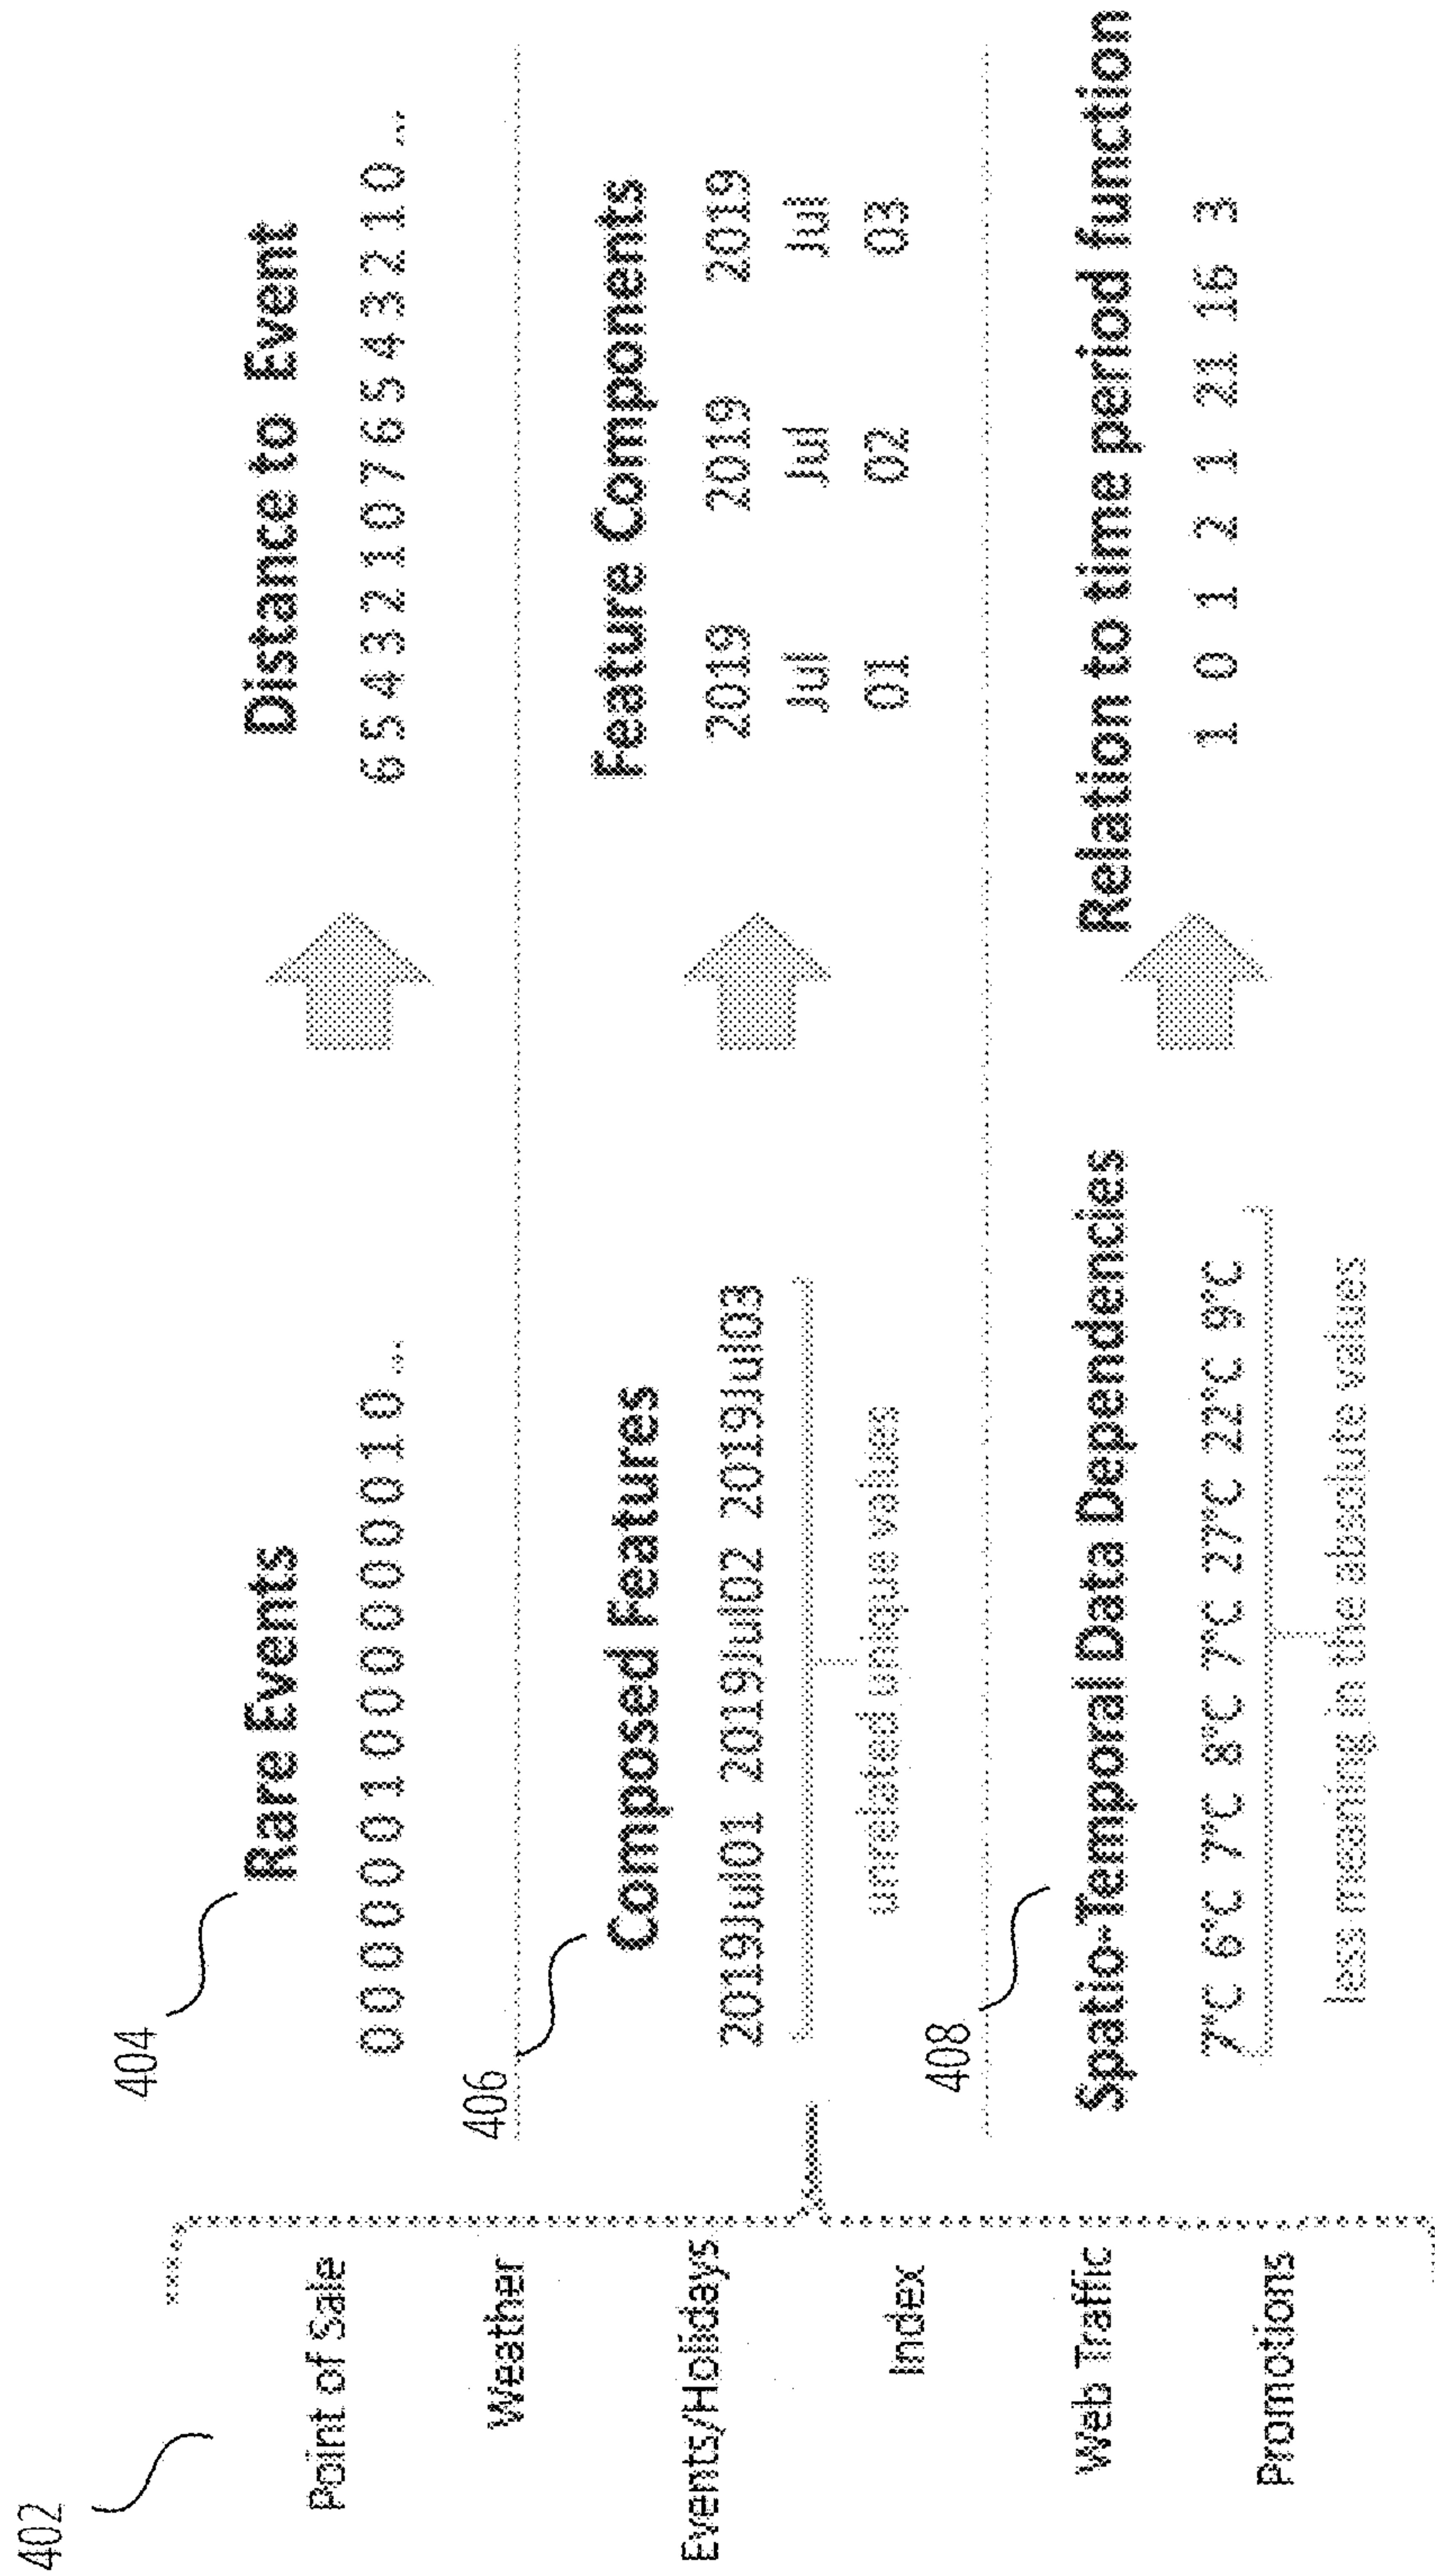 402
Point of Sale
Weather
Events/Holidays
Index
Web Traffic
Promotions
404
Rare Events
0 0 0 0 0 0 1 0 0 0 0 0 0 0 1 0 ...
Distance to Event
6 5 4 3 2 1 0 7 6 5 4 3 2 1 0 ...
406
Composed Features
2019Jul01 2019Jul02 2019Jul03
unrelated unique values
Feature Components
2019 2019 2019
Jul Jul Jul
01 02 03
408
Spatio-Temporal Data Dependencies
7°C 6°C 7°C 8°C 7°C 27°C 22°C 9°C
less meaning in the absolute values
Relation to time period function
1 0 1 2 1 21 16 3